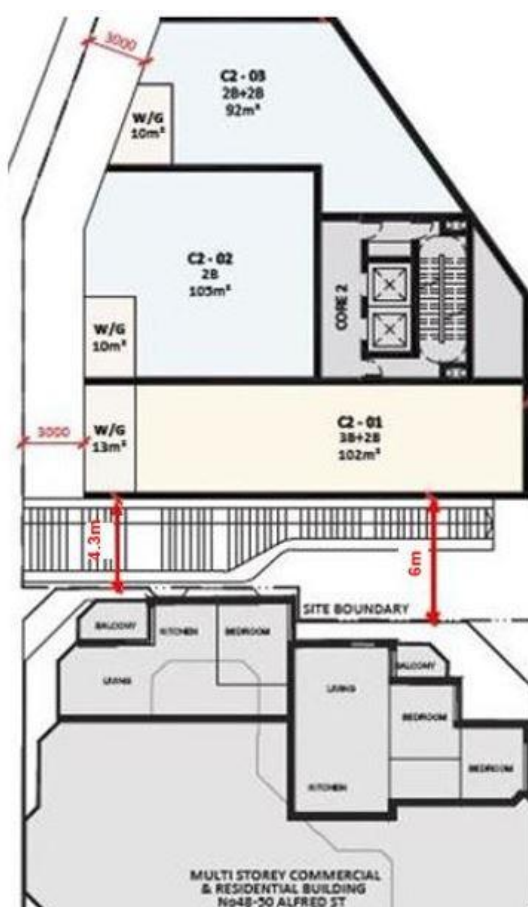 3000
C2 - 03
2B+2B
92m²
W/G
10m²
C2 - 02
2B
105m²
CORE 2
W/G
10m²
3000
W/G
13m²
C2 - 01
3B+2B
102m²
4.3m
6m
SITE BOUNDARY
BALCONY
KITCHEN
BEDROOM
LIVING
LIVING
BALCONY
BEDROOM
BEDROOM
KITCHEN
MULTI STOREY COMMERCIAL
& RESIDENTIAL BUILDING
No48-50 ALFRED ST